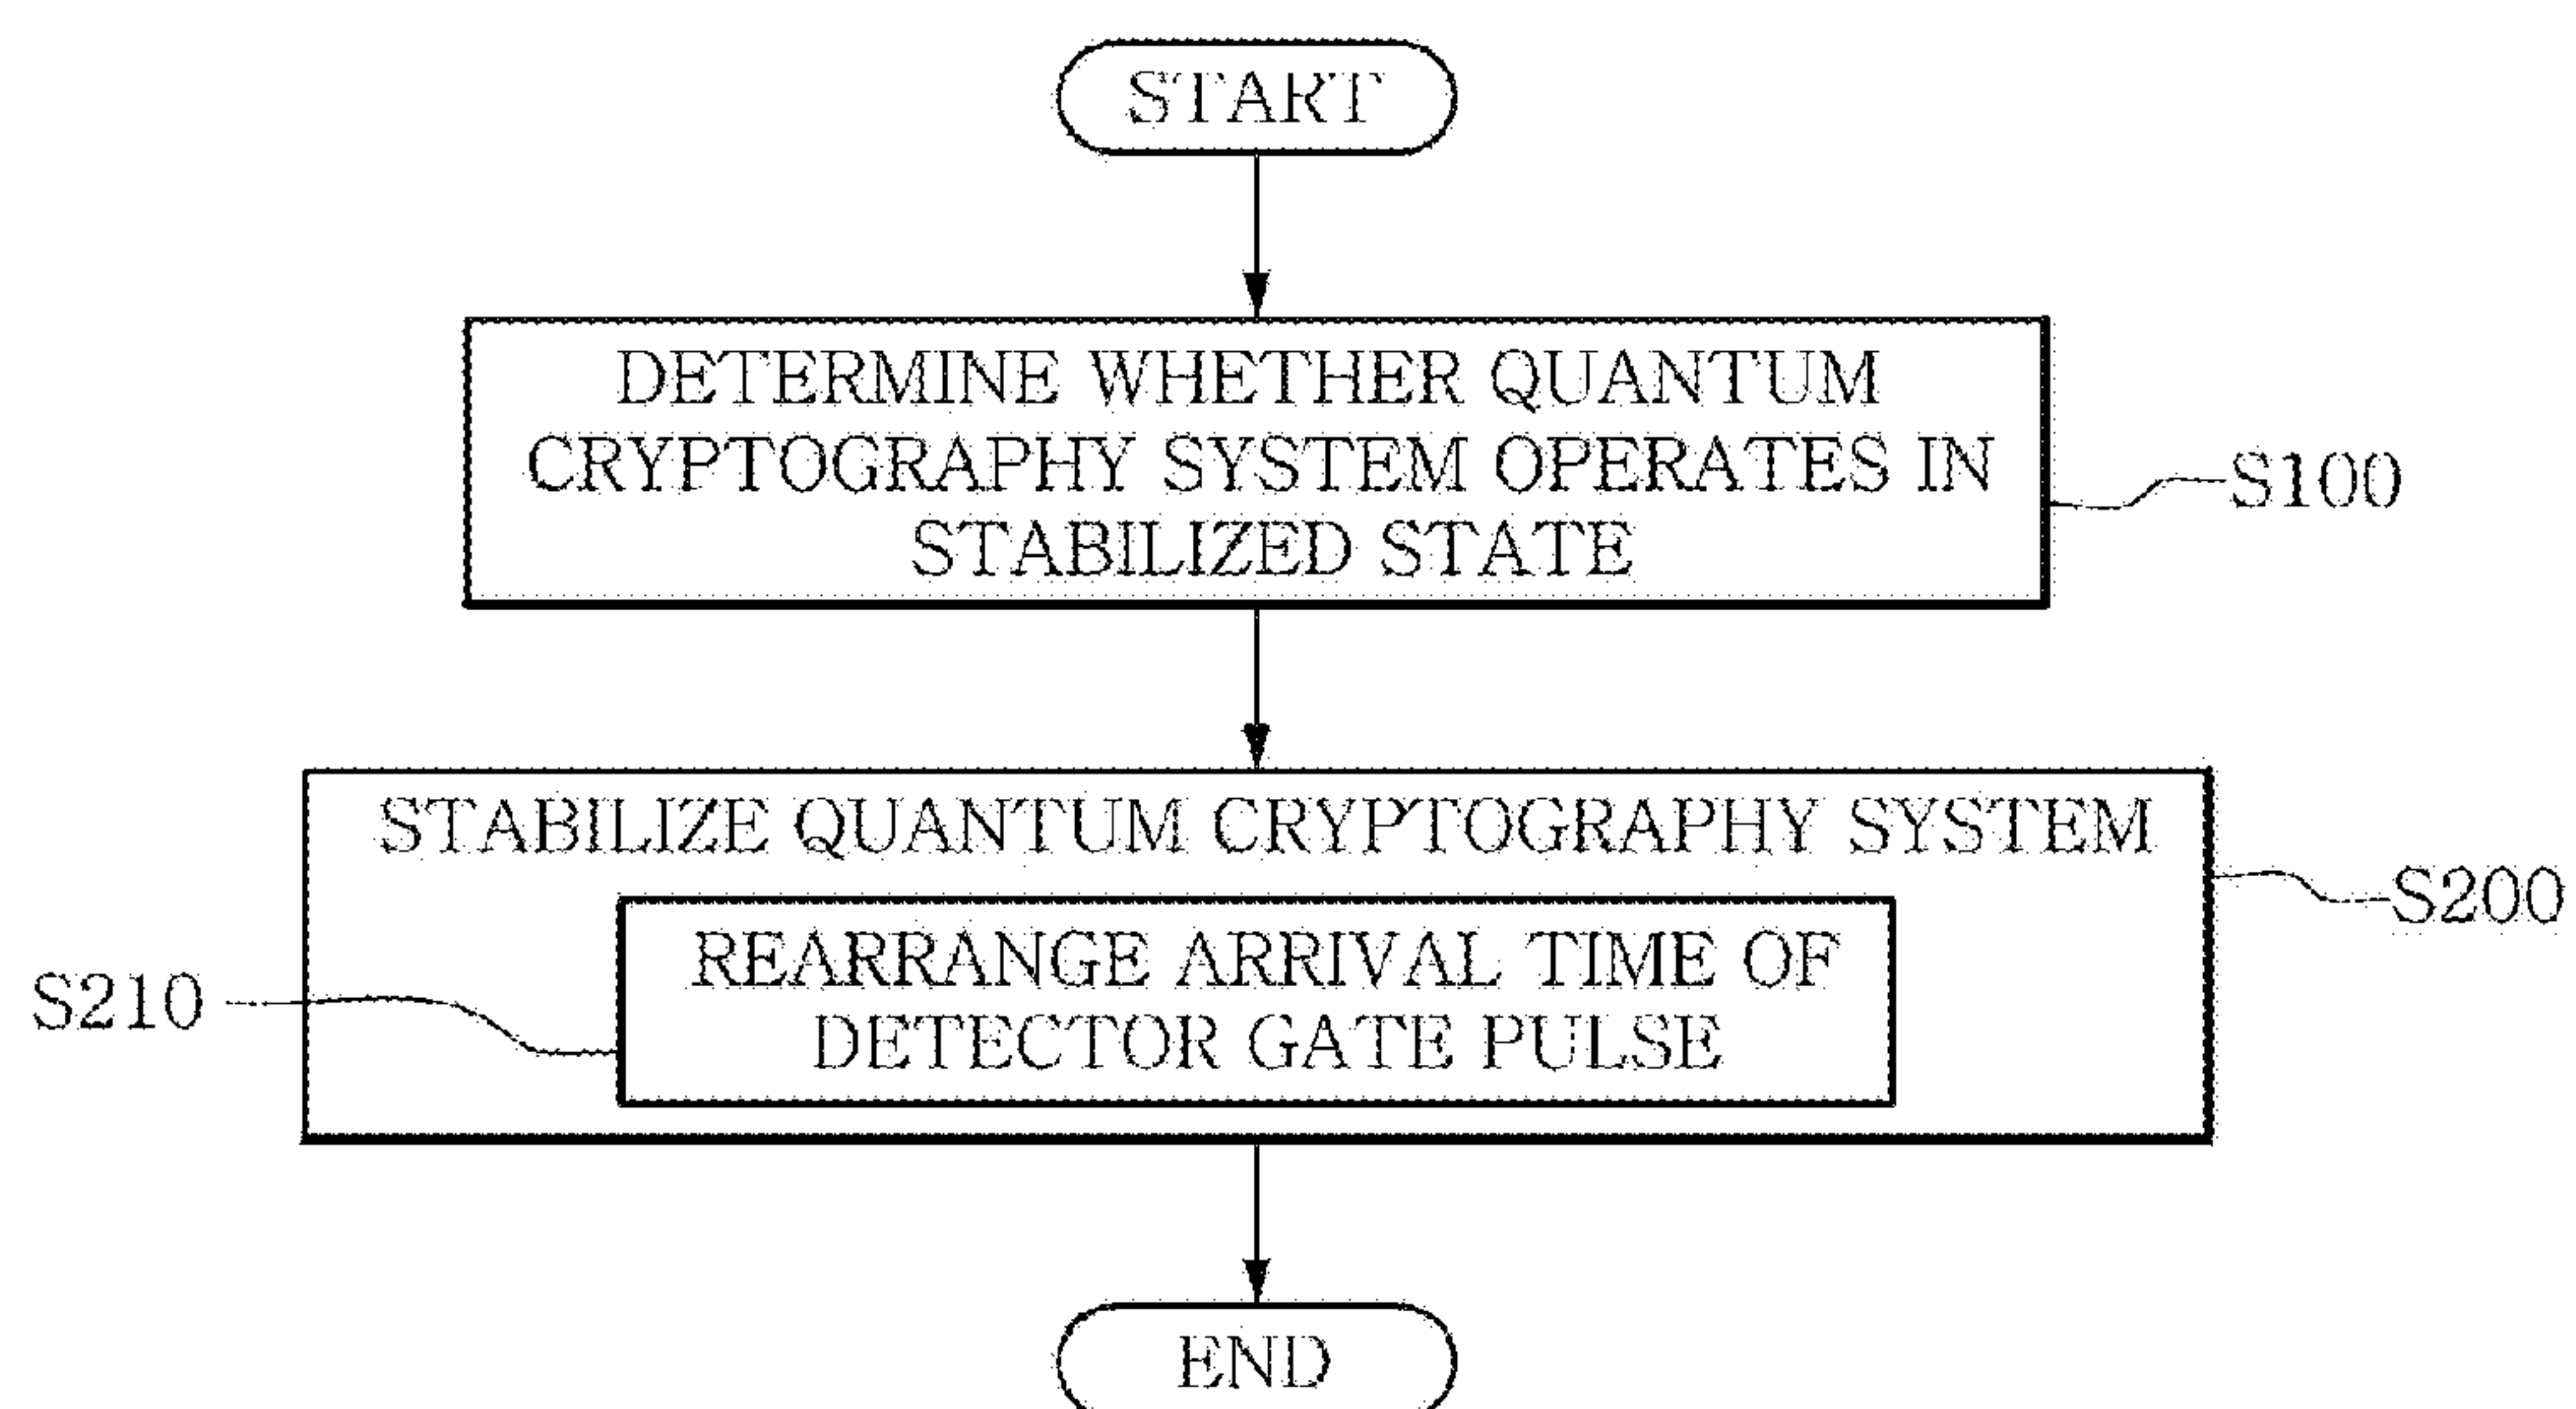 START
DETERMINE WHETHER QUANTUM
CRYPTOGRAPHY SYSTEM OPERATES IN
STABILIZED STATE
S100
STABILIZE QUANTUM CRYPTOGRAPHY SYSTEM
S200
REARRANGE ARRIVAL TIME OF
DETECTOR GATE PULSE
S210
END